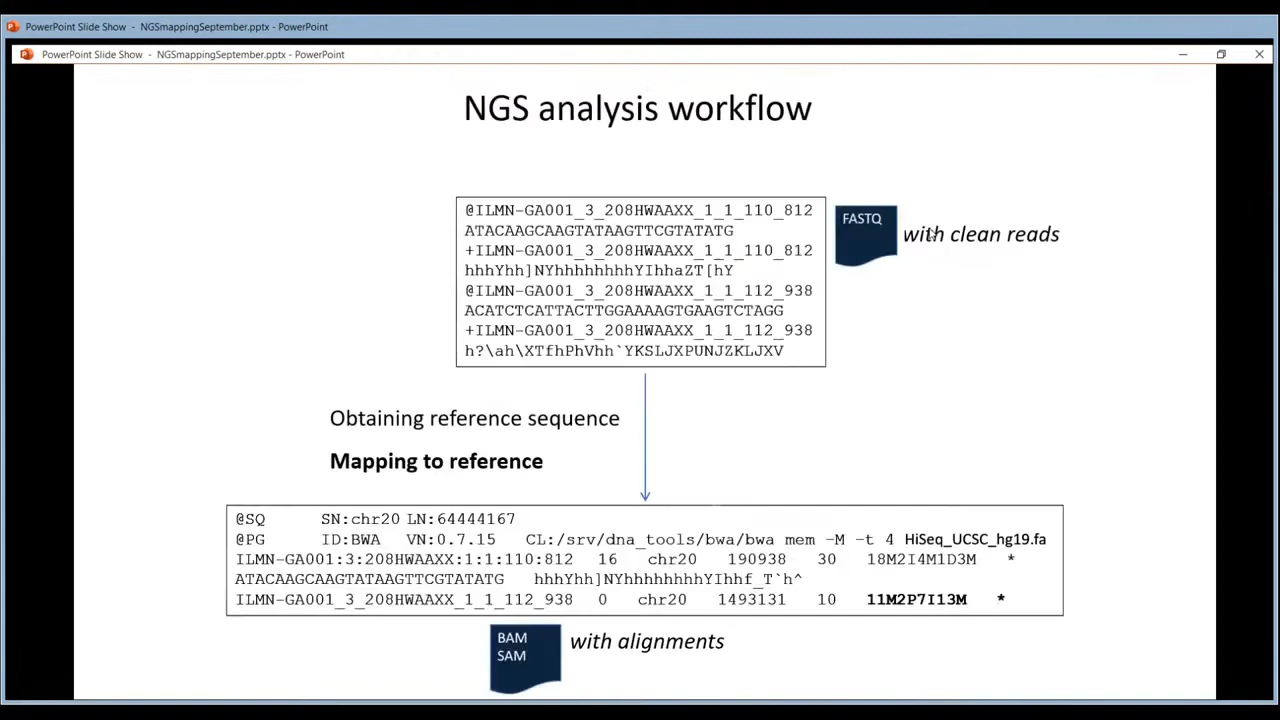 PowerPoint Slide Show - NGSmappingSeptember.pptx - PowerPoint
PowerPoint Slide Show - NGSmappingSeptember.pptx - PowerPoint
NGS analysis workflow
@ILMN-GA001_3_208HWAAXX_1_1_110_812
ATACAAGCAAGTATAAGTTCGTATATG
+ILMN-GA001_3_208HWAAXX_1_1_110_812
hhhYhh]NYhhhhhhhhYIhhaZT[hY
@ILMN-GA001_3_208HWAAXX_1_1_112_938
ACATCTCATTACTTGGAAAAGTGAAGTCTAGG
+ILMN-GA001_3_208HWAAXX_1_1_112_938
h?\ah\XTfhPhVhh`YKSLJXPUNJZKLJXV
FASTQ
with clean reads
Obtaining reference sequence
Mapping to reference
@SQ SN:chr20 LN:64444167
@PG ID:BWA VN:0.7.15 CL:/srv/dna_tools/bwa/bwa mem -M -t 4 HiSeq_UCSC_hg19.fa
ILMN-GA001:3:208HWAAXX:1:1:110:812 16 chr20 190938 30 18M2I4M1D3M *
ATACAAGCAAGTATAAGTTCGTATATG hhhYhh]NYhhhhhhhhYIhhf_T`h^
ILMN-GA001_3_208HWAAXX_1_1_112_938 0 chr20 1493131 10 11M2P7I13M *
BAM
SAM
with alignments